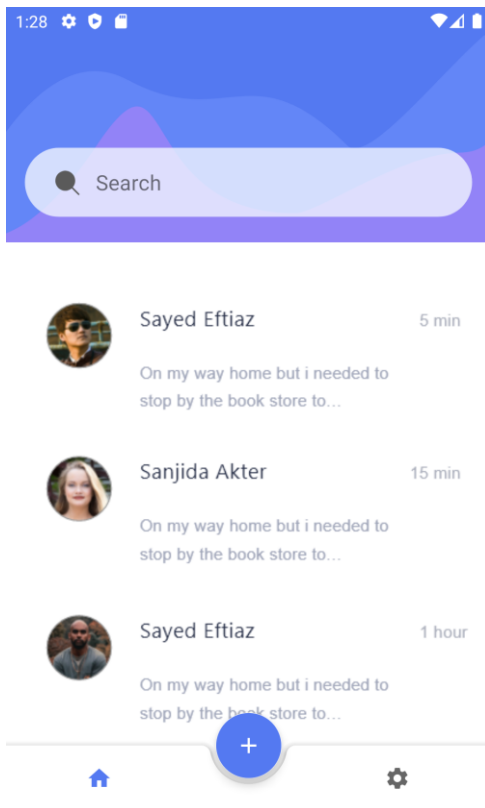 1:28
Search
Sayed Eftiaz
5 min
On my way home but i needed to
stop by the book store to...
Sanjida Akter
15 min
On my way home but i needed to
stop by the book store to...
Sayed Eftiaz
1 hour
On my way home but i needed to
stop by the book store to...
+